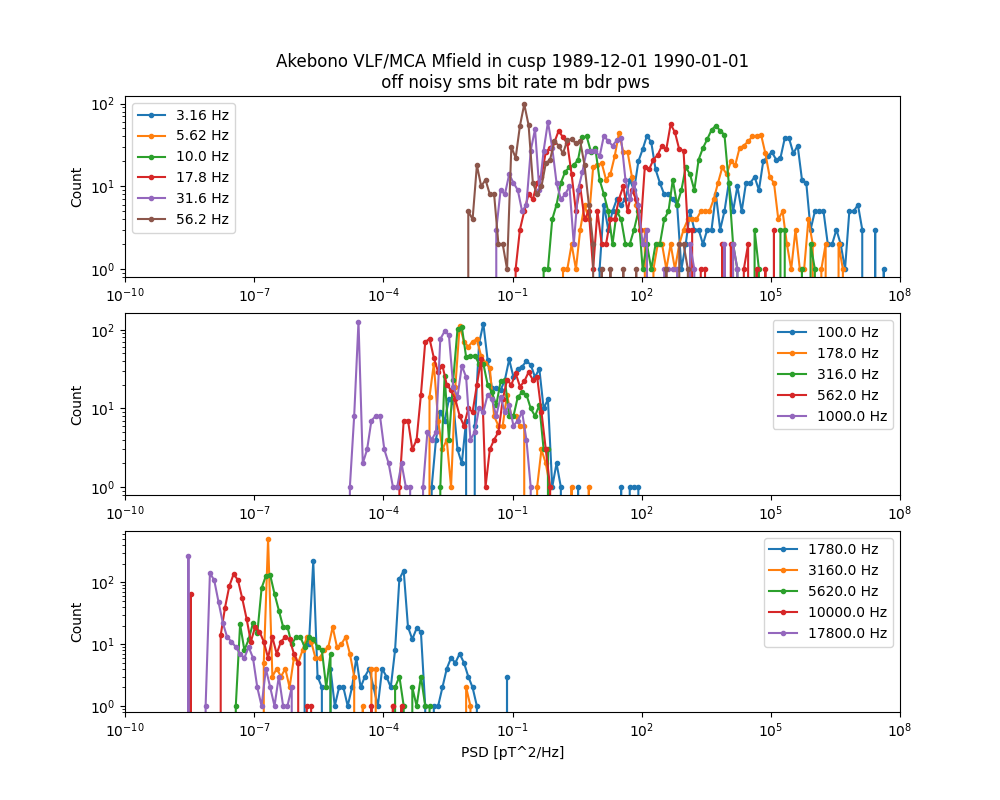 Akebono VLF/MCA Mfield in cusp 1989-12-01 1990-01-01
off noisy sms bit rate m bdr pws
10^2
10^1
10^0
Count
3.16 Hz
5.62 Hz
10.0 Hz
17.8 Hz
31.6 Hz
56.2 Hz
10^-10 10^-7 10^-4 10^-1 10^2 10^5 10^8
10^2
10^1
10^0
Count
100.0 Hz
178.0 Hz
316.0 Hz
562.0 Hz
1000.0 Hz
10^-10 10^-7 10^-4 10^-1 10^2 10^5 10^8
10^2
10^1
10^0
Count
1780.0 Hz
3160.0 Hz
5620.0 Hz
10000.0 Hz
17800.0 Hz
10^-10 10^-7 10^-4 10^-1 10^2 10^5 10^8
PSD [pT^2/Hz]